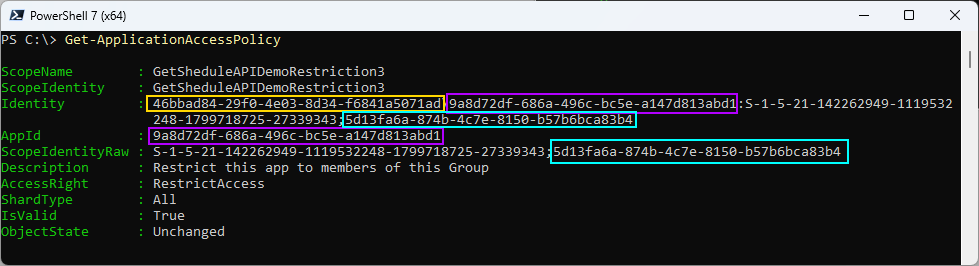 PowerShell 7 (x64)
PS C:\> Get-ApplicationAccessPolicy
ScopeName : GetSheduleAPIDemoRestriction3
ScopeIdentity : GetSheduleAPIDemoRestriction3
Identity : 46bbad84-29f0-4e03-8d34-f6841a5071ad\9a8d72df-686a-496c-bc5e-a147d813abd1:S-1-5-21-142262949-1119532
248-1799718725-27339343;5d13fa6a-874b-4c7e-8150-b57b6bca83b4
AppId : 9a8d72df-686a-496c-bc5e-a147d813abd1
ScopeIdentityRaw : S-1-5-21-142262949-1119532248-1799718725-27339343;5d13fa6a-874b-4c7e-8150-b57b6bca83b4
Description : Restrict this app to members of this Group
AccessRight : RestrictAccess
ShardType : All
IsValid : True
ObjectState : Unchanged